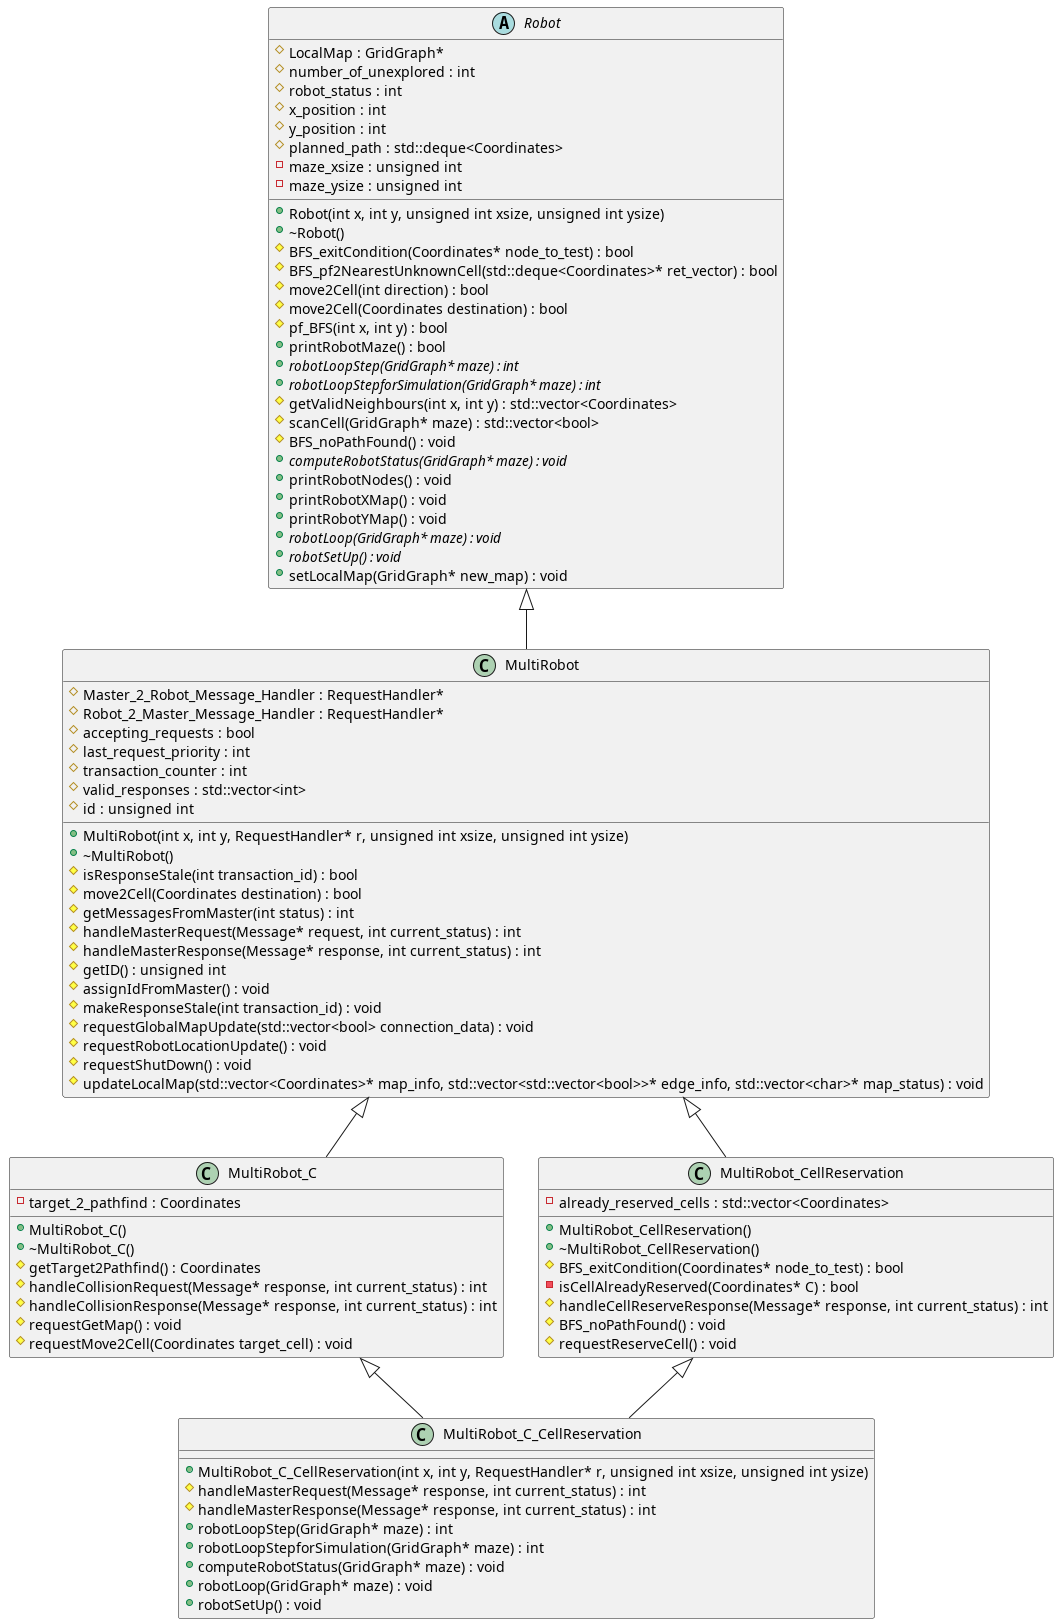 A Robot
LocalMap : GridGraph*
number_of_unexplored : int
robot_status : int
x_position : int
y_position : int
planned_path : std::deque<Coordinates>
maze_xsize : unsigned int
maze_ysize : unsigned int
Robot(int x, int y, unsigned int xsize, unsigned int ysize)
~Robot()
BFS_exitCondition(Coordinates* node_to_test) : bool
BFS_pf2NearestUnknownCell(std::deque<Coordinates>* ret_vector) : bool
move2Cell(int direction) : bool
move2Cell(Coordinates destination) : bool
pf_BFS(int x, int y) : bool
printRobotMaze() : bool
robotLoopStep(GridGraph* maze) : int
robotLoopStepforSimulation(GridGraph* maze) : int
getValidNeighbours(int x, int y) : std::vector<Coordinates>
scanCell(GridGraph* maze) : std::vector<bool>
BFS_noPathFound() : void
computeRobotStatus(GridGraph* maze) : void
printRobotNodes() : void
printRobotXMap() : void
printRobotYMap() : void
robotLoop(GridGraph* maze) : void
robotSetUp() : void
setLocalMap(GridGraph* new_map) : void
C MultiRobot
Master_2_Robot_Message_Handler : RequestHandler*
Robot_2_Master_Message_Handler : RequestHandler*
accepting_requests : bool
last_request_priority : int
transaction_counter : int
valid_responses : std::vector<int>
id : unsigned int
MultiRobot(int x, int y, RequestHandler* r, unsigned int xsize, unsigned int ysize)
~MultiRobot()
isResponseStale(int transaction_id) : bool
move2Cell(Coordinates destination) : bool
getMessagesFromMaster(int status) : int
handleMasterRequest(Message* request, int current_status) : int
handleMasterResponse(Message* response, int current_status) : int
getID() : unsigned int
assignIdFromMaster() : void
makeResponseStale(int transaction_id) : void
requestGlobalMapUpdate(std::vector<bool> connection_data) : void
requestRobotLocationUpdate() : void
requestShutDown() : void
updateLocalMap(std::vector<Coordinates>* map_info, std::vector<std::vector<bool>>* edge_info, std::vector<char>* map_status) : void
C MultiRobot_C
target_2_pathfind : Coordinates
MultiRobot_C()
~MultiRobot_C()
getTarget2Pathfind() : Coordinates
handleCollisionRequest(Message* response, int current_status) : int
handleCollisionResponse(Message* response, int current_status) : int
requestGetMap() : void
requestMove2Cell(Coordinates target_cell) : void
C MultiRobot_CellReservation
already_reserved_cells : std::vector<Coordinates>
MultiRobot_CellReservation()
~MultiRobot_CellReservation()
BFS_exitCondition(Coordinates* node_to_test) : bool
isCellAlreadyReserved(Coordinates* C) : bool
handleCellReserveResponse(Message* response, int current_status) : int
BFS_noPathFound() : void
requestReserveCell() : void
C MultiRobot_C_CellReservation
MultiRobot_C_CellReservation(int x, int y, RequestHandler* r, unsigned int xsize, unsigned int ysize)
handleMasterRequest(Message* response, int current_status) : int
handleMasterResponse(Message* response, int current_status) : int
robotLoopStep(GridGraph* maze) : int
robotLoopStepforSimulation(GridGraph* maze) : int
computeRobotStatus(GridGraph* maze) : void
robotLoop(GridGraph* maze) : void
robotSetUp() : void